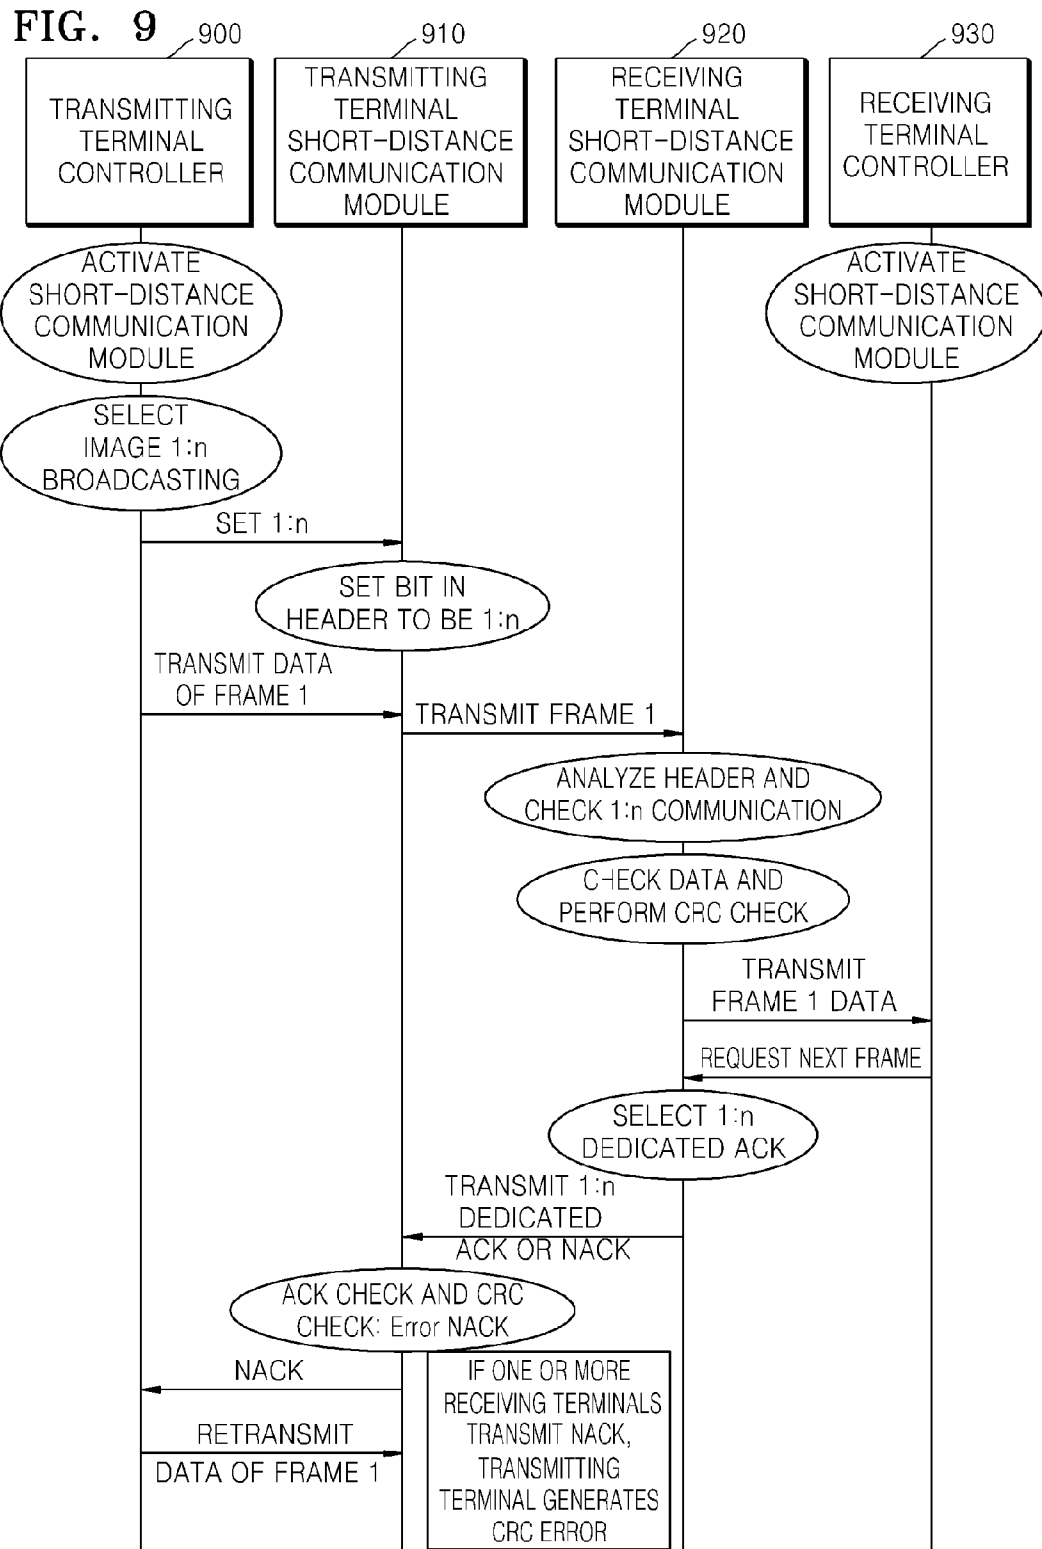 FIG. 9
900
910
920
930
TRANSMITTING
TERMINAL
CONTROLLER
TRANSMITTING
TERMINAL
SHORT-DISTANCE
COMMUNICATION
MODULE
RECEIVING
TERMINAL
SHORT-DISTANCE
COMMUNICATION
MODULE
RECEIVING
TERMINAL
CONTROLLER
ACTIVATE
SHORT-DISTANCE
COMMUNICATION
MODULE
ACTIVATE
SHORT-DISTANCE
COMMUNICATION
MODULE
SELECT
IMAGE 1:n
BROADCASTING
SET 1:n
SET BIT IN
HEADER TO BE 1:n
TRANSMIT DATA
OF FRAME 1
TRANSMIT FRAME 1
ANALYZE HEADER AND
CHECK 1:n COMMUNICATION
CHECK DATA AND
PERFORM CRC CHECK
TRANSMIT
FRAME 1 DATA
REQUEST NEXT FRAME
SELECT 1:n
DEDICATED ACK
TRANSMIT 1:n
DEDICATED
ACK OR NACK
ACK CHECK AND CRC
CHECK: Error NACK
NACK
RETRANSMIT
DATA OF FRAME 1
IF ONE OR MORE
RECEIVING TERMINALS
TRANSMIT NACK,
TRANSMITTING
TERMINAL GENERATES
CRC ERROR